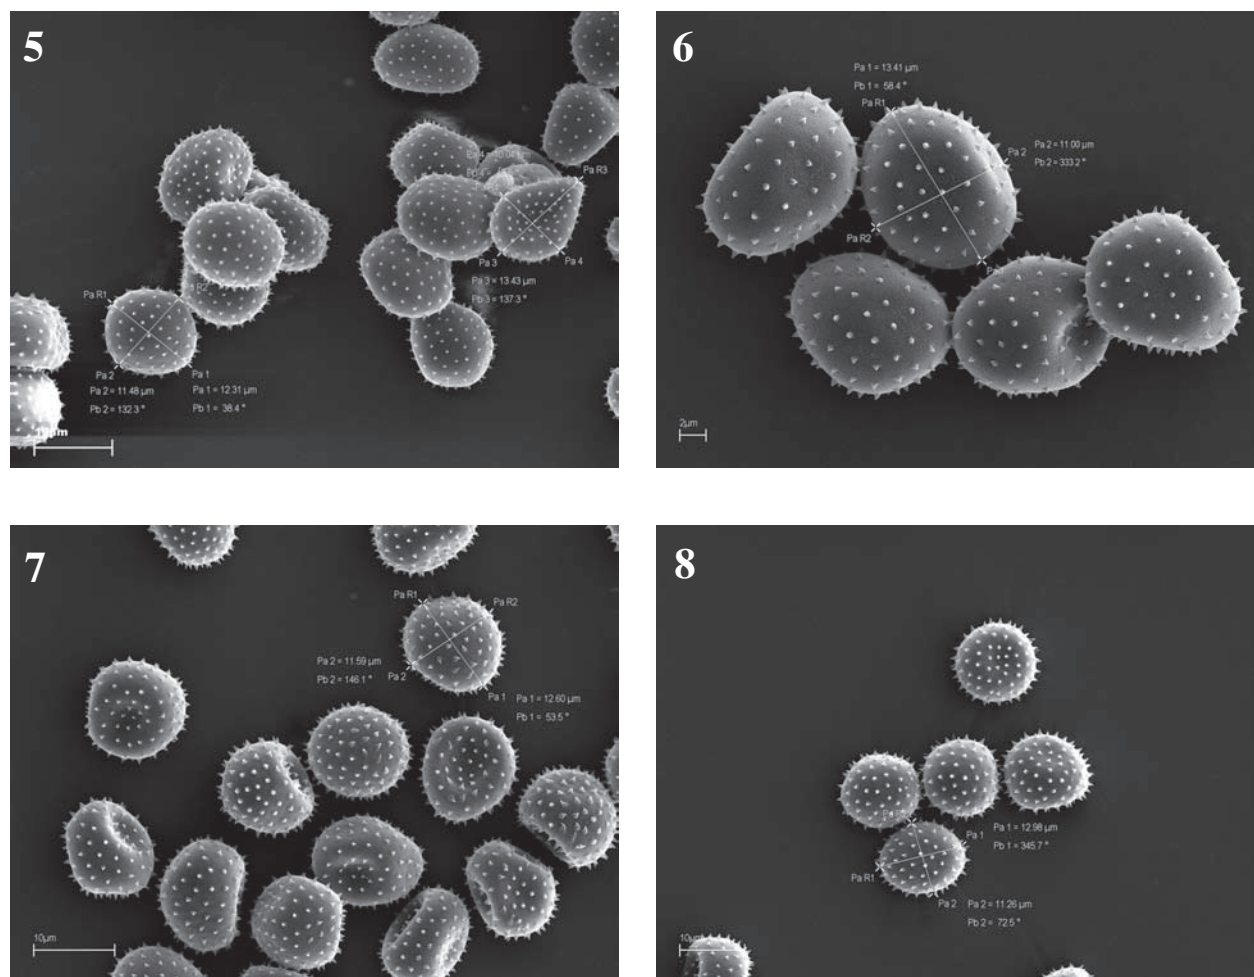 5
Pa 4 = 10.04 µm
Pa R3
Pa 3
Pa 4
Pa 3 = 13.43 µm
Pb 3 = 137.3 °
Pa R1
R2
Pa 2
Pa 1
Pa 2 = 11.48 µm
Pa 1 = 12.31 µm
Pb 2 = 132.3 °
Pb 1 = 38.4 °
6
Pa 1 = 13.41 µm
Pb 1 = 58.4 °
Pa R1
Pa 2
Pa 2 = 11.00 µm
Pb 2 = 333.2 °
Pa R2
2µm
7
Pa R1
Pa R2
Pa 2 = 11.59 µm
Pb 2 = 146.1 °
Pa 2
Pa 1
Pa 1 = 12.60 µm
Pb 1 = 53.5 °
10µm
8
Pa 1
Pa 1 = 12.98 µm
Pb 1 = 345.7 °
Pa R1
Pa 2
Pa 2 = 11.26 µm
Pb 2 = 72.5 °
10µm